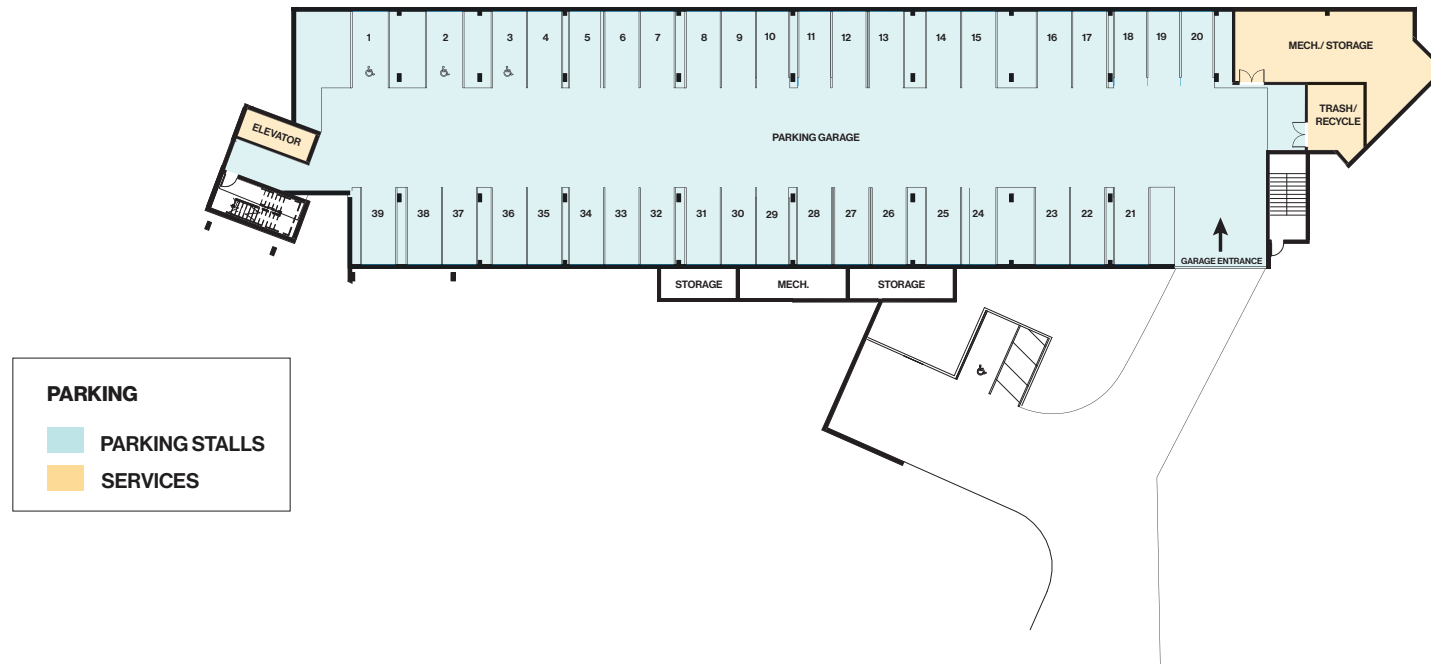 1 2 3 4 5 6 7 8 9 10 11 12 13 14 15 16 17 18 19 20
MECH./ STORAGE
TRASH/
RECYCLE
ELEVATOR
PARKING GARAGE
39 38 37 36 35 34 33 32 31 30 29 28 27 26 25 24 23 22 21
GARAGE ENTRANCE
STORAGE MECH. STORAGE
PARKING
PARKING STALLS
SERVICES